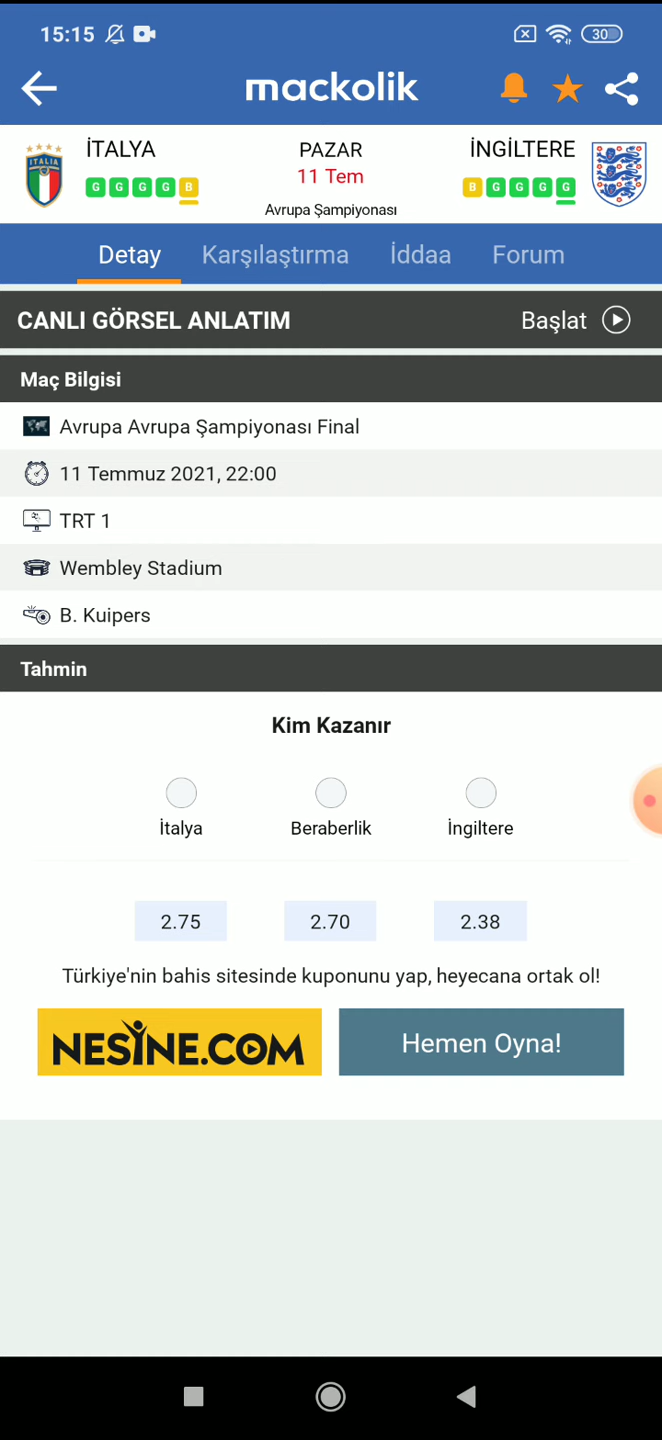 15:15
30
mackolik
İTALYA
PAZAR
İNGİLTERE
G G G G B
11 Tem
B G G G G
Avrupa Şampiyonası
Detay Karşılaştırma İddaa Forum
CANLI GÖRSEL ANLATIM Başlat
Maç Bilgisi
Avrupa Avrupa Şampiyonası Final
11 Temmuz 2021, 22:00
TRT 1
Wembley Stadium
B. Kuipers
Tahmin
Kim Kazanır
İtalya Beraberlik İngiltere
2.75 2.70 2.38
Türkiye'nin bahis sitesinde kuponunu yap, heyecana ortak ol!
NESİNE.COM Hemen Oyna!
ITALIA